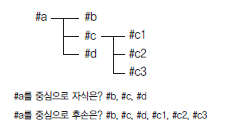 #a #b
#c #c1
#d #c2
#c3
#a를 중심으로 자식은? #b, #c, #d
#a를 중심으로 후손은? #b, #c, #d, #c1, #c2, #c3